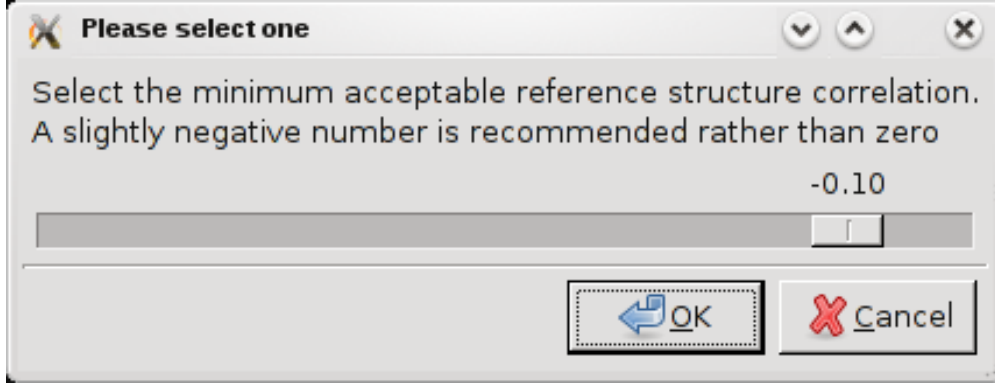 Please select one
Select the minimum acceptable reference structure correlation.
A slightly negative number is recommended rather than zero
-0.10
OK Cancel